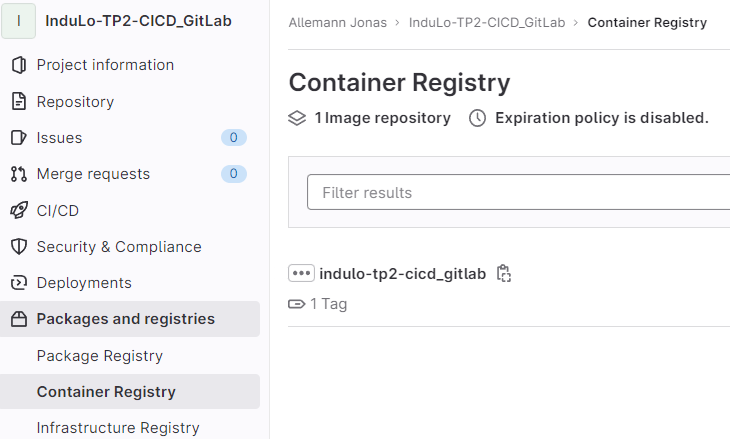 I InduLo-TP2-CICD_GitLab
Project information
Repository
Issues 0
Merge requests 0
CI/CD
Security & Compliance
Deployments
Packages and registries
Package Registry
Container Registry
Infrastructure Registry
Allemann Jonas › InduLo-TP2-CICD_GitLab › Container Registry
Container Registry
1 Image repository Expiration policy is disabled.
Filter results
indulo-tp2-cicd_gitlab
1 Tag